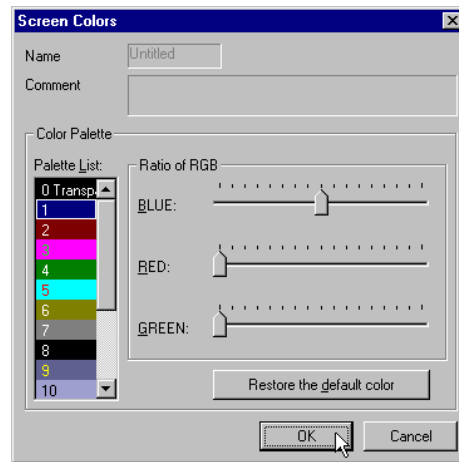 Screen Colors
Name Untitled
Comment
Color Palette
Palette List: Ratio of RGB
0 Transp
1
BLUE:
2
3
RED:
4
5
6
GREEN:
7
8
9
10
Restore the default color
OK Cancel